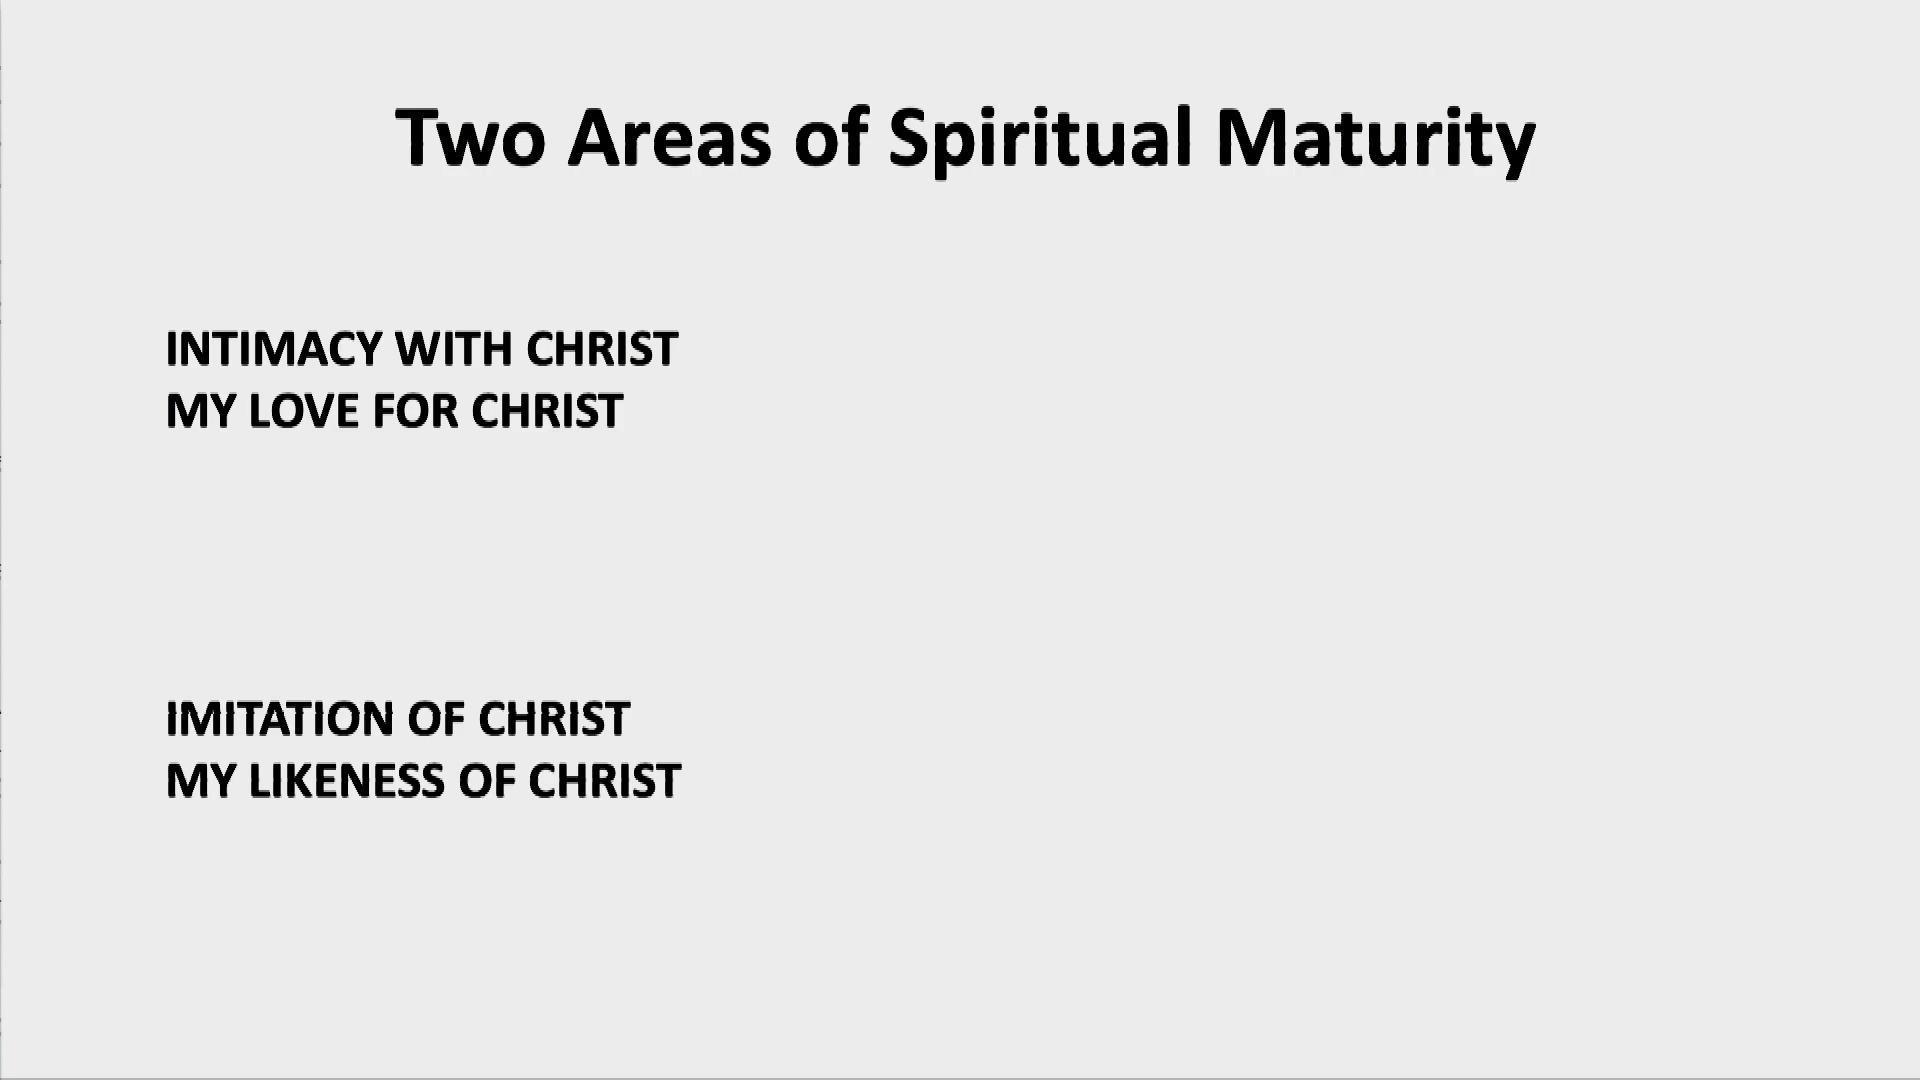 Two Areas of Spiritual Maturity
INTIMACY WITH CHRIST
MY LOVE FOR CHRIST
IMITATION OF CHRIST
MY LIKENESS OF CHRIST